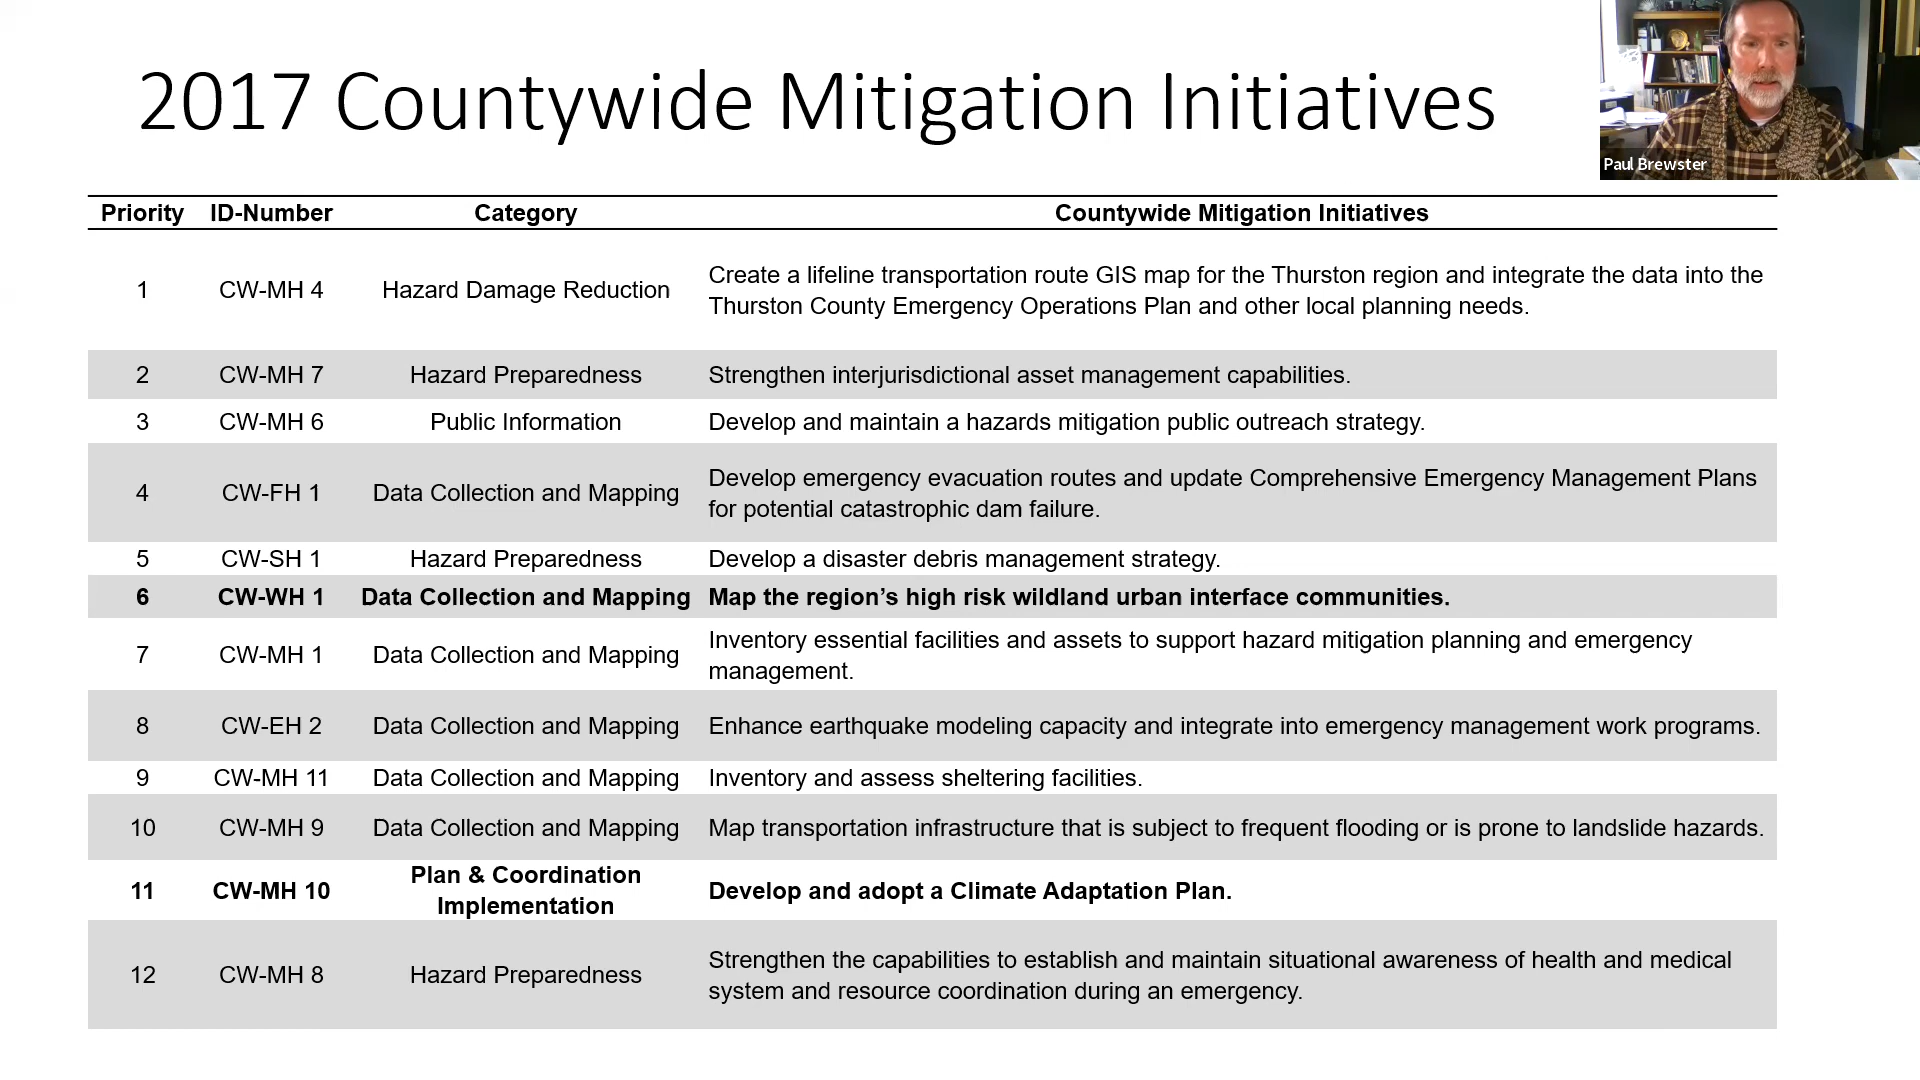 2017 Countywide Mitigation Initiatives
Paul Brewster
Priority ID-Number Category Countywide Mitigation Initiatives
1 CW-MH 4 Hazard Damage Reduction Create a lifeline transportation route GIS map for the Thurston region and integrate the data into the
Thurston County Emergency Operations Plan and other local planning needs.
2 CW-MH 7 Hazard Preparedness Strengthen interjurisdictional asset management capabilities.
3 CW-MH 6 Public Information Develop and maintain a hazards mitigation public outreach strategy.
4 CW-FH 1 Data Collection and Mapping Develop emergency evacuation routes and update Comprehensive Emergency Management Plans
for potential catastrophic dam failure.
5 CW-SH 1 Hazard Preparedness Develop a disaster debris management strategy.
6 CW-WH 1 Data Collection and Mapping Map the region’s high risk wildland urban interface communities.
7 CW-MH 1 Data Collection and Mapping Inventory essential facilities and assets to support hazard mitigation planning and emergency
management.
8 CW-EH 2 Data Collection and Mapping Enhance earthquake modeling capacity and integrate into emergency management work programs.
9 CW-MH 11 Data Collection and Mapping Inventory and assess sheltering facilities.
10 CW-MH 9 Data Collection and Mapping Map transportation infrastructure that is subject to frequent flooding or is prone to landslide hazards.
11 CW-MH 10 Plan & Coordination
Implementation Develop and adopt a Climate Adaptation Plan.
12 CW-MH 8 Hazard Preparedness Strengthen the capabilities to establish and maintain situational awareness of health and medical
system and resource coordination during an emergency.